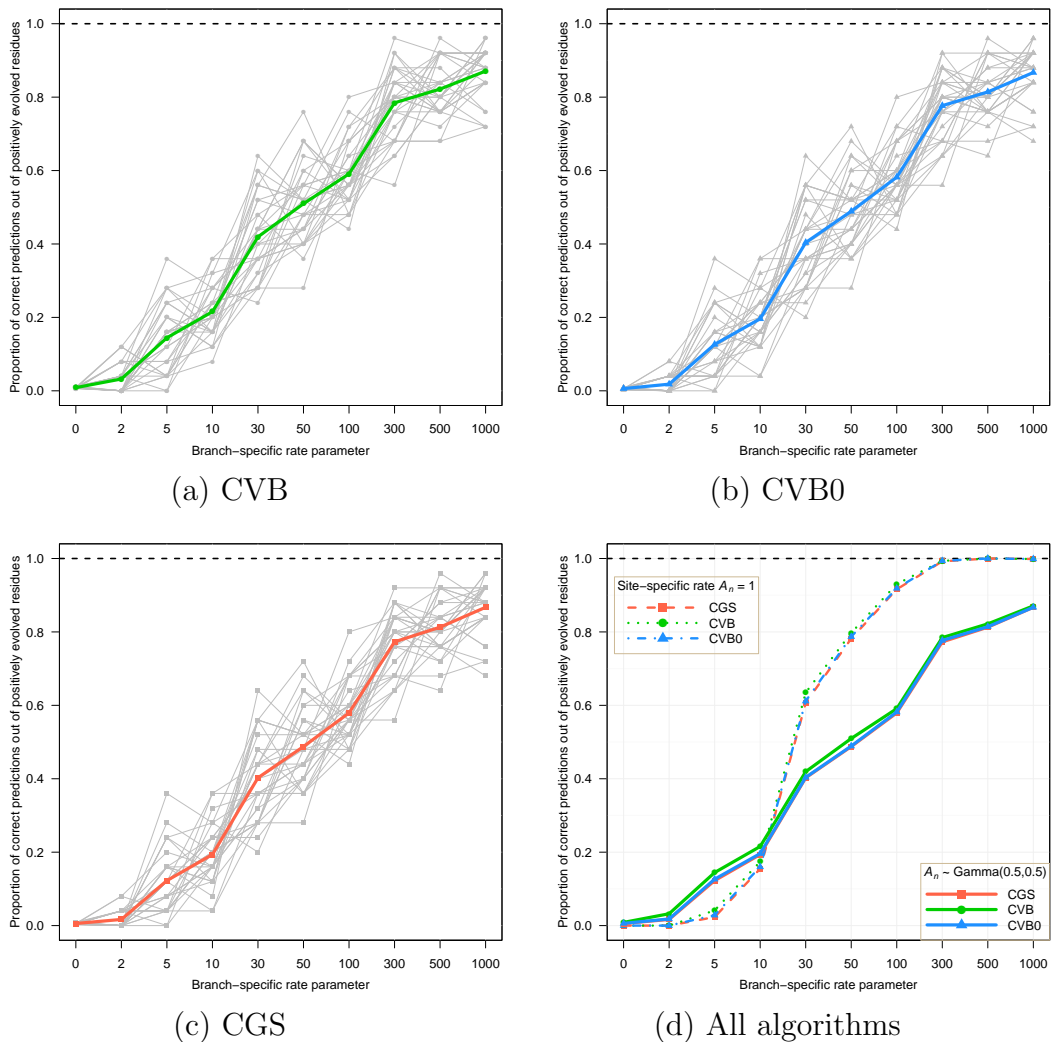 Proportion of correct predictions out of positively evolved residues
1.0
0.8
0.6
0.4
0.2
0.0
0 2 5 10 30 50 100 300 500 1000
Branch−specific rate parameter
(a) CVB
Proportion of correct predictions out of positively evolved residues
1.0
0.8
0.6
0.4
0.2
0.0
0 2 5 10 30 50 100 300 500 1000
Branch−specific rate parameter
(b) CVB0
Proportion of correct predictions out of positively evolved residues
1.0
0.8
0.6
0.4
0.2
0.0
0 2 5 10 30 50 100 300 500 1000
Branch−specific rate parameter
(c) CGS
Proportion of correct predictions out of positively evolved residues
1.0
0.8
0.6
0.4
0.2
0.0
Site−specific rate Aₙ = 1
CGS
CVB
CVB0
Aₙ ~ Gamma(0.5,0.5)
CGS
CVB
CVB0
0 2 5 10 30 50 100 300 500 1000
Branch−specific rate parameter
(d) All algorithms